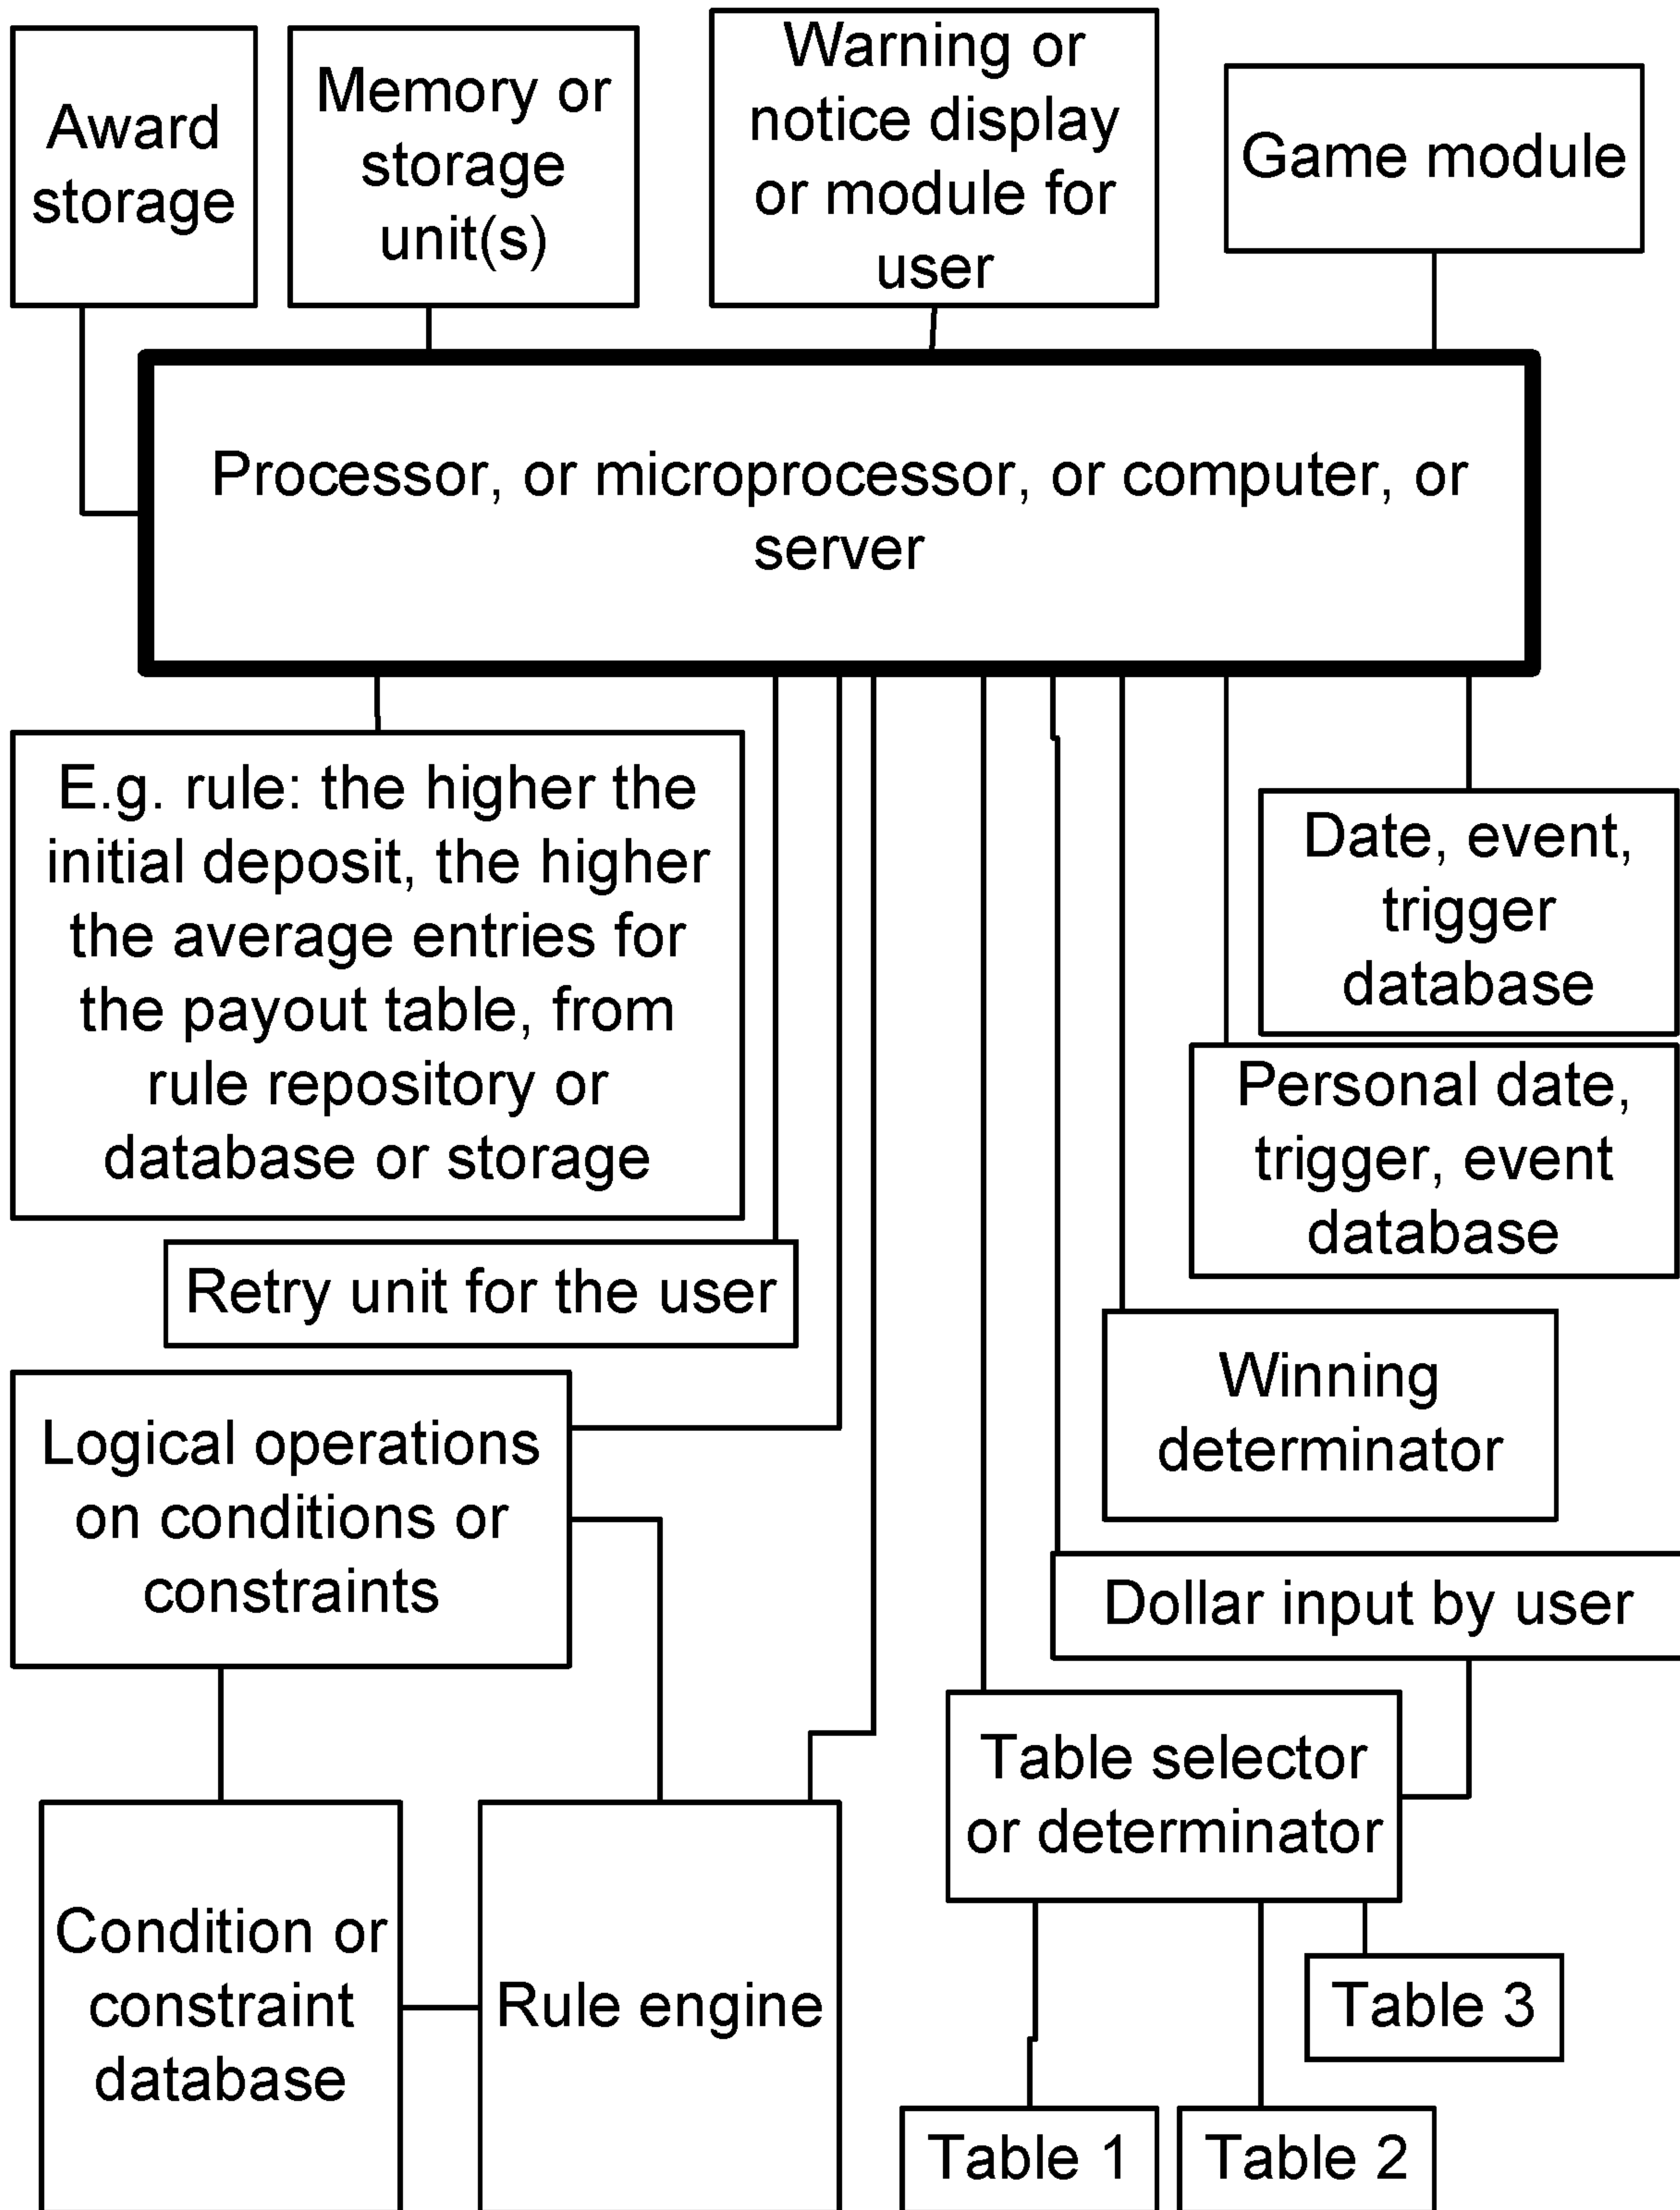 Award
storage
Memory or
storage
unit(s)
Warning or
notice display
or module for
user
Game module
Processor, or microprocessor, or computer, or
server
E.g. rule: the higher the
initial deposit, the higher
the average entries for
the payout table, from
rule repository or
database or storage
Date, event,
trigger
database
Personal date,
trigger, event
database
Retry unit for the user
Winning
determinator
Logical operations
on conditions or
constraints
Dollar input by user
Table selector
or determinator
Condition or
constraint
database
Rule engine
Table 3
Table 1
Table 2